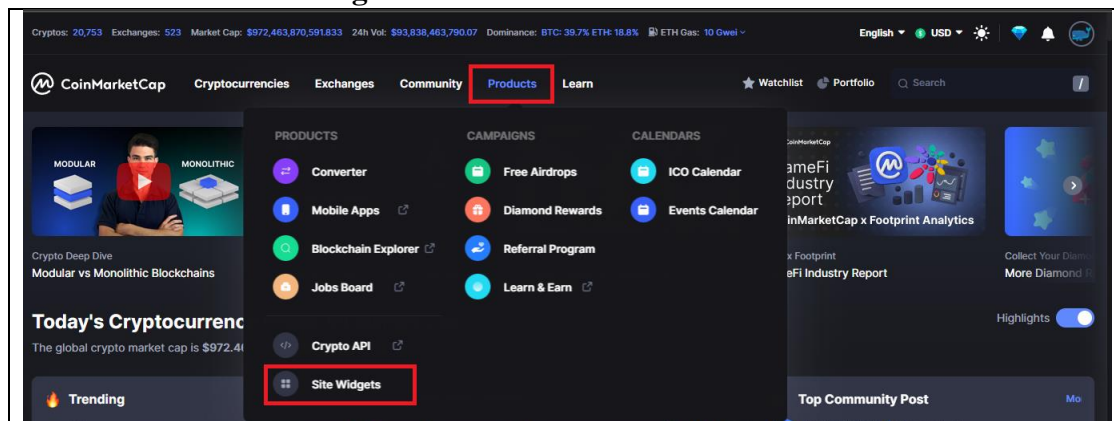 Cryptos: 20,753 Exchanges: 523 Market Cap: $972,463,870,591.833 24h Vol: $93,838,463,790.07 Dominance: BTC: 39.7% ETH: 18.8% ETH Gas: 10 Gwei English USD
CoinMarketCap Cryptocurrencies Exchanges Community Products Learn Watchlist Portfolio Search /
PRODUCTS CAMPAIGNS CALENDARS
Converter Free Airdrops ICO Calendar
Mobile Apps Diamond Rewards Events Calendar
Blockchain Explorer Referral Program
Jobs Board Learn & Earn
Crypto API
Site Widgets
MODULAR MONOLITHIC
CoinMarketCap
ameFi
dustry
eport
inMarketCap x Footprint Analytics
Crypto Deep Dive
Modular vs Monolithic Blockchains
x Footprint
eFi Industry Report
Collect Your Diam
More Diamond R
Today's Cryptocurrenc
Highlights
The global crypto market cap is $972.4
Trending
Top Community Post Mo